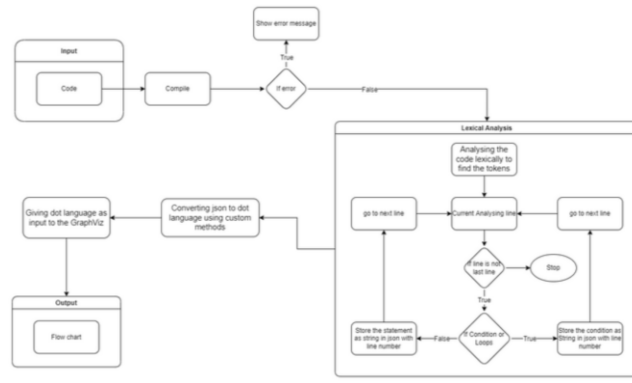 Show error message
True
Input
Code
Compile
If error
False
Lexical Analysis
Analysing the
code lexically to
find the tokens
go to next line
Current Analysing line
go to next line
If line is not
last line
Stop
True
Store the statement
as string in json with
line number
False
If Condition or
Loops
True
Store the condition as
String in json with line
number
Giving dot language as
input to the GraphViz
Converting json to dot
language using custom
methods
Output
Flow chart